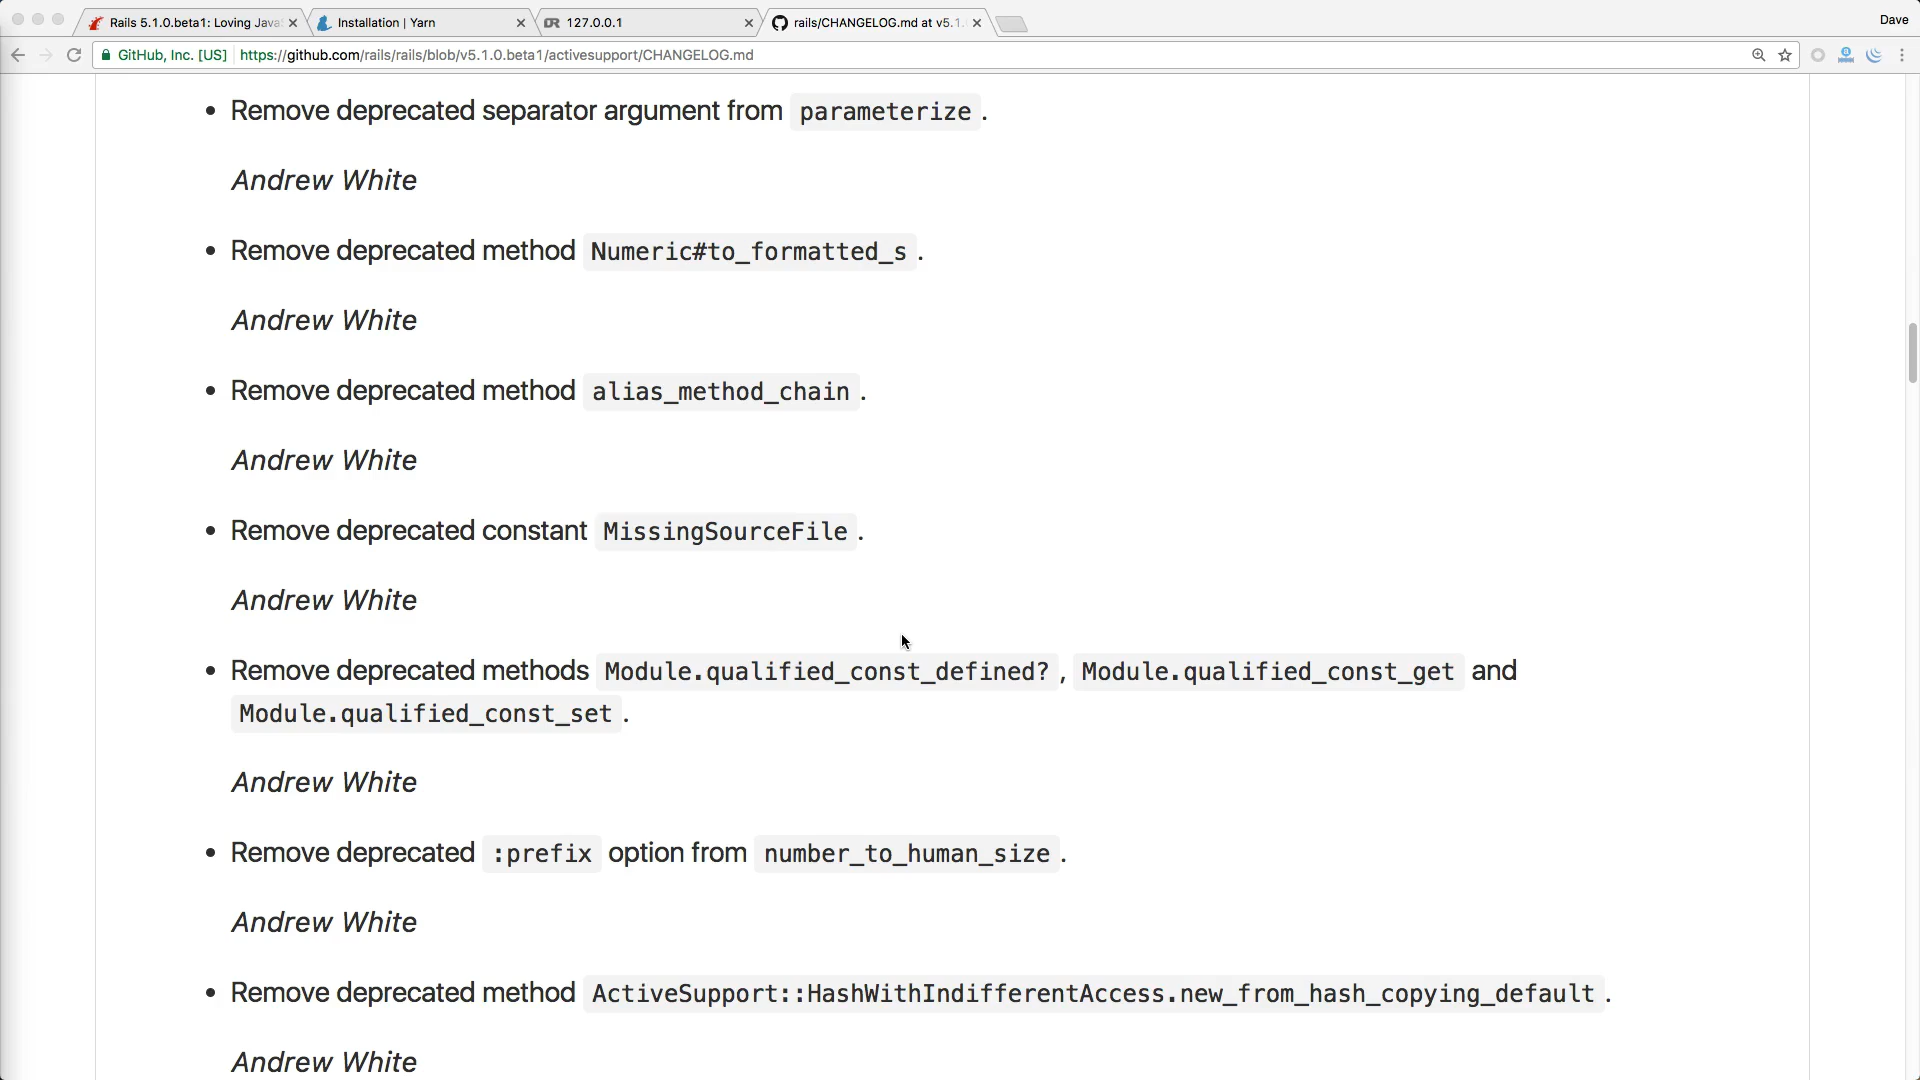 Rails 5.1.0.beta1: Loving Java
Installation | Yarn
127.0.0.1
rails/CHANGELOG.md at v5.1.
Dave
GitHub, Inc. [US]
https://github.com/rails/rails/blob/v5.1.0.beta1/activesupport/CHANGELOG.md
• Remove deprecated separator argument from parameterize.
Andrew White
• Remove deprecated method Numeric#to_formatted_s.
Andrew White
• Remove deprecated method alias_method_chain.
Andrew White
• Remove deprecated constant MissingSourceFile.
Andrew White
• Remove deprecated methods Module.qualified_const_defined?, Module.qualified_const_get and
Module.qualified_const_set.
Andrew White
• Remove deprecated :prefix option from number_to_human_size.
Andrew White
• Remove deprecated method ActiveSupport::HashWithIndifferentAccess.new_from_hash_copying_default.
Andrew White